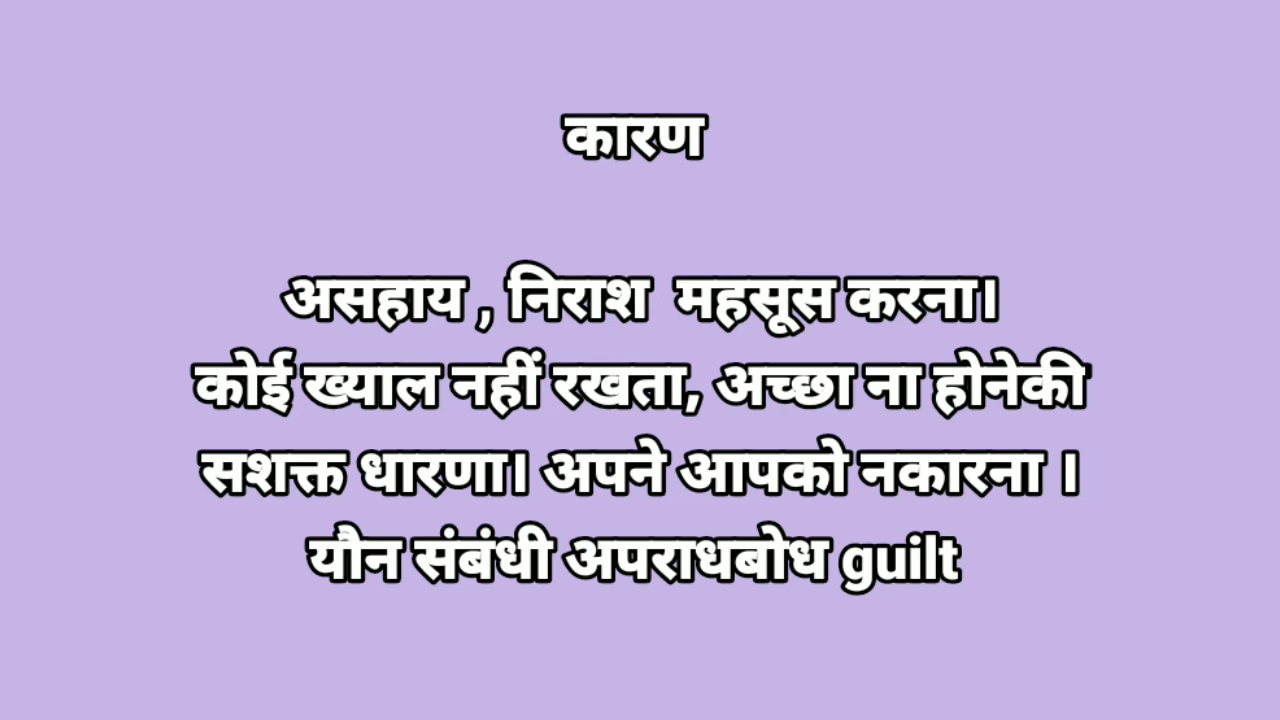 कारण
असहाय , निराश महसूस करना।
कोई ख्याल नहीं रखता, अच्छा ना होनेकी
सशक्त धारणा। अपने आपको नकारना ।
यौन संबंधी अपराधबोध guilt